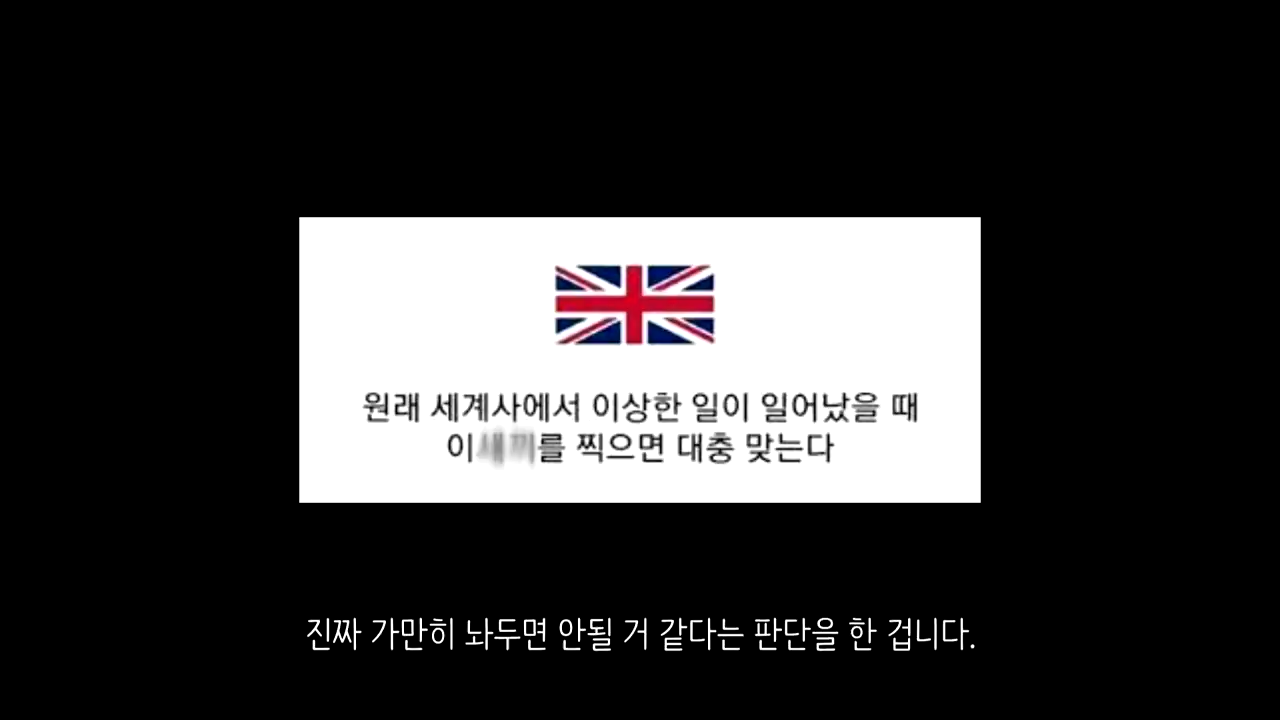 원래 세계사에서 이상한 일이 일어났을 때
이 를 찍으면 대충 맞는다
진짜 가만히 놔두면 안될 거 같다는 판단을 한 겁니다.